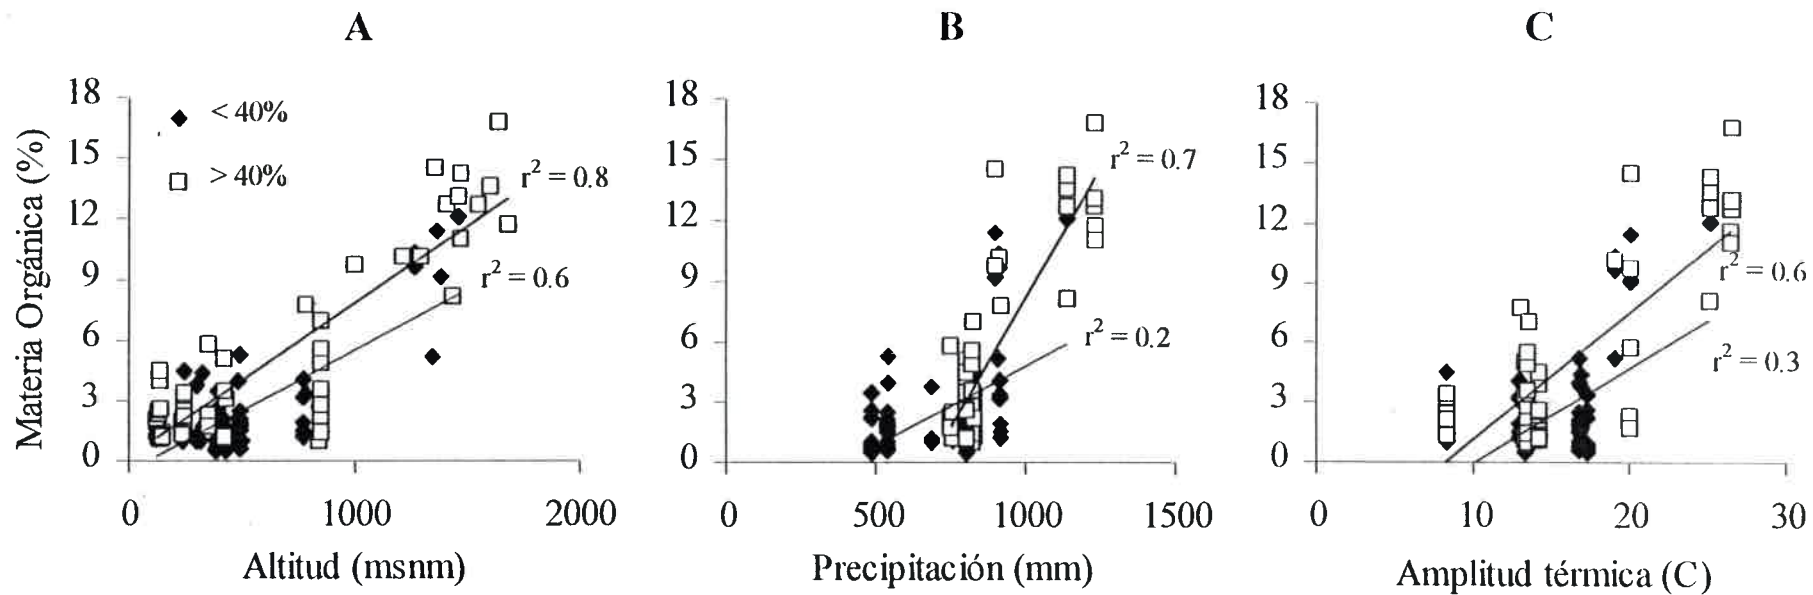 A
B
C
Materia Orgánica (%)
18
15
12
9
6
3
0
< 40%
> 40%
r² = 0.8
r² = 0.6
0
1000
2000
Altitud (msnm)
18
15
12
9
6
3
0
r² = 0.7
r² = 0.2
0
500
1000
1500
Precipitación (mm)
18
15
12
9
6
3
0
r² = 0.6
r² = 0.3
0
10
20
30
Amplitud térmica (C)